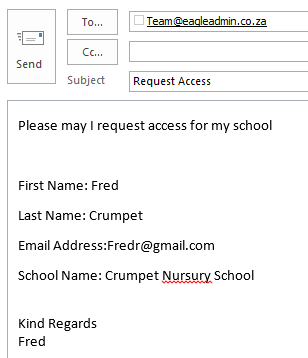 To...
Team@eagleadmin.co.za
Cc...
Send
Subject
Request Access
Please may I request access for my school
First Name: Fred
Last Name: Crumpet
Email Address:Fredr@gmail.com
School Name: Crumpet Nursury School
Kind Regards
Fred